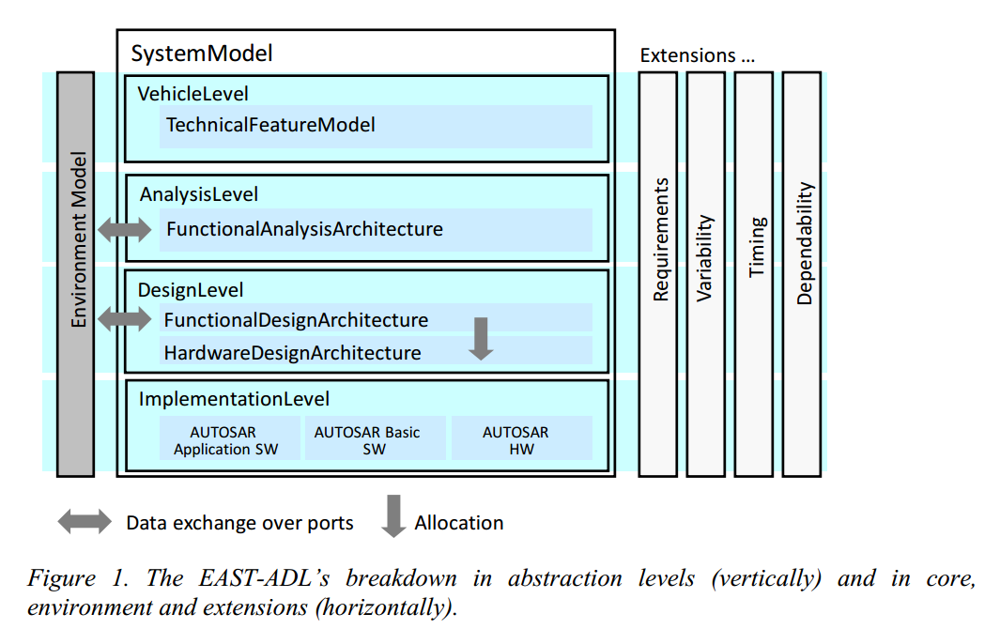 SystemModel
Extensions ...
Environment Model
VehicleLevel
TechnicalFeatureModel
AnalysisLevel
FunctionalAnalysisArchitecture
DesignLevel
FunctionalDesignArchitecture
HardwareDesignArchitecture
ImplementationLevel
AUTOSAR
Application SW
AUTOSAR Basic
SW
AUTOSAR
HW
Requirements
Variability
Timing
Dependability
Data exchange over ports
Allocation
Figure 1. The EAST-ADL's breakdown in abstraction levels (vertically) and in core,
environment and extensions (horizontally).